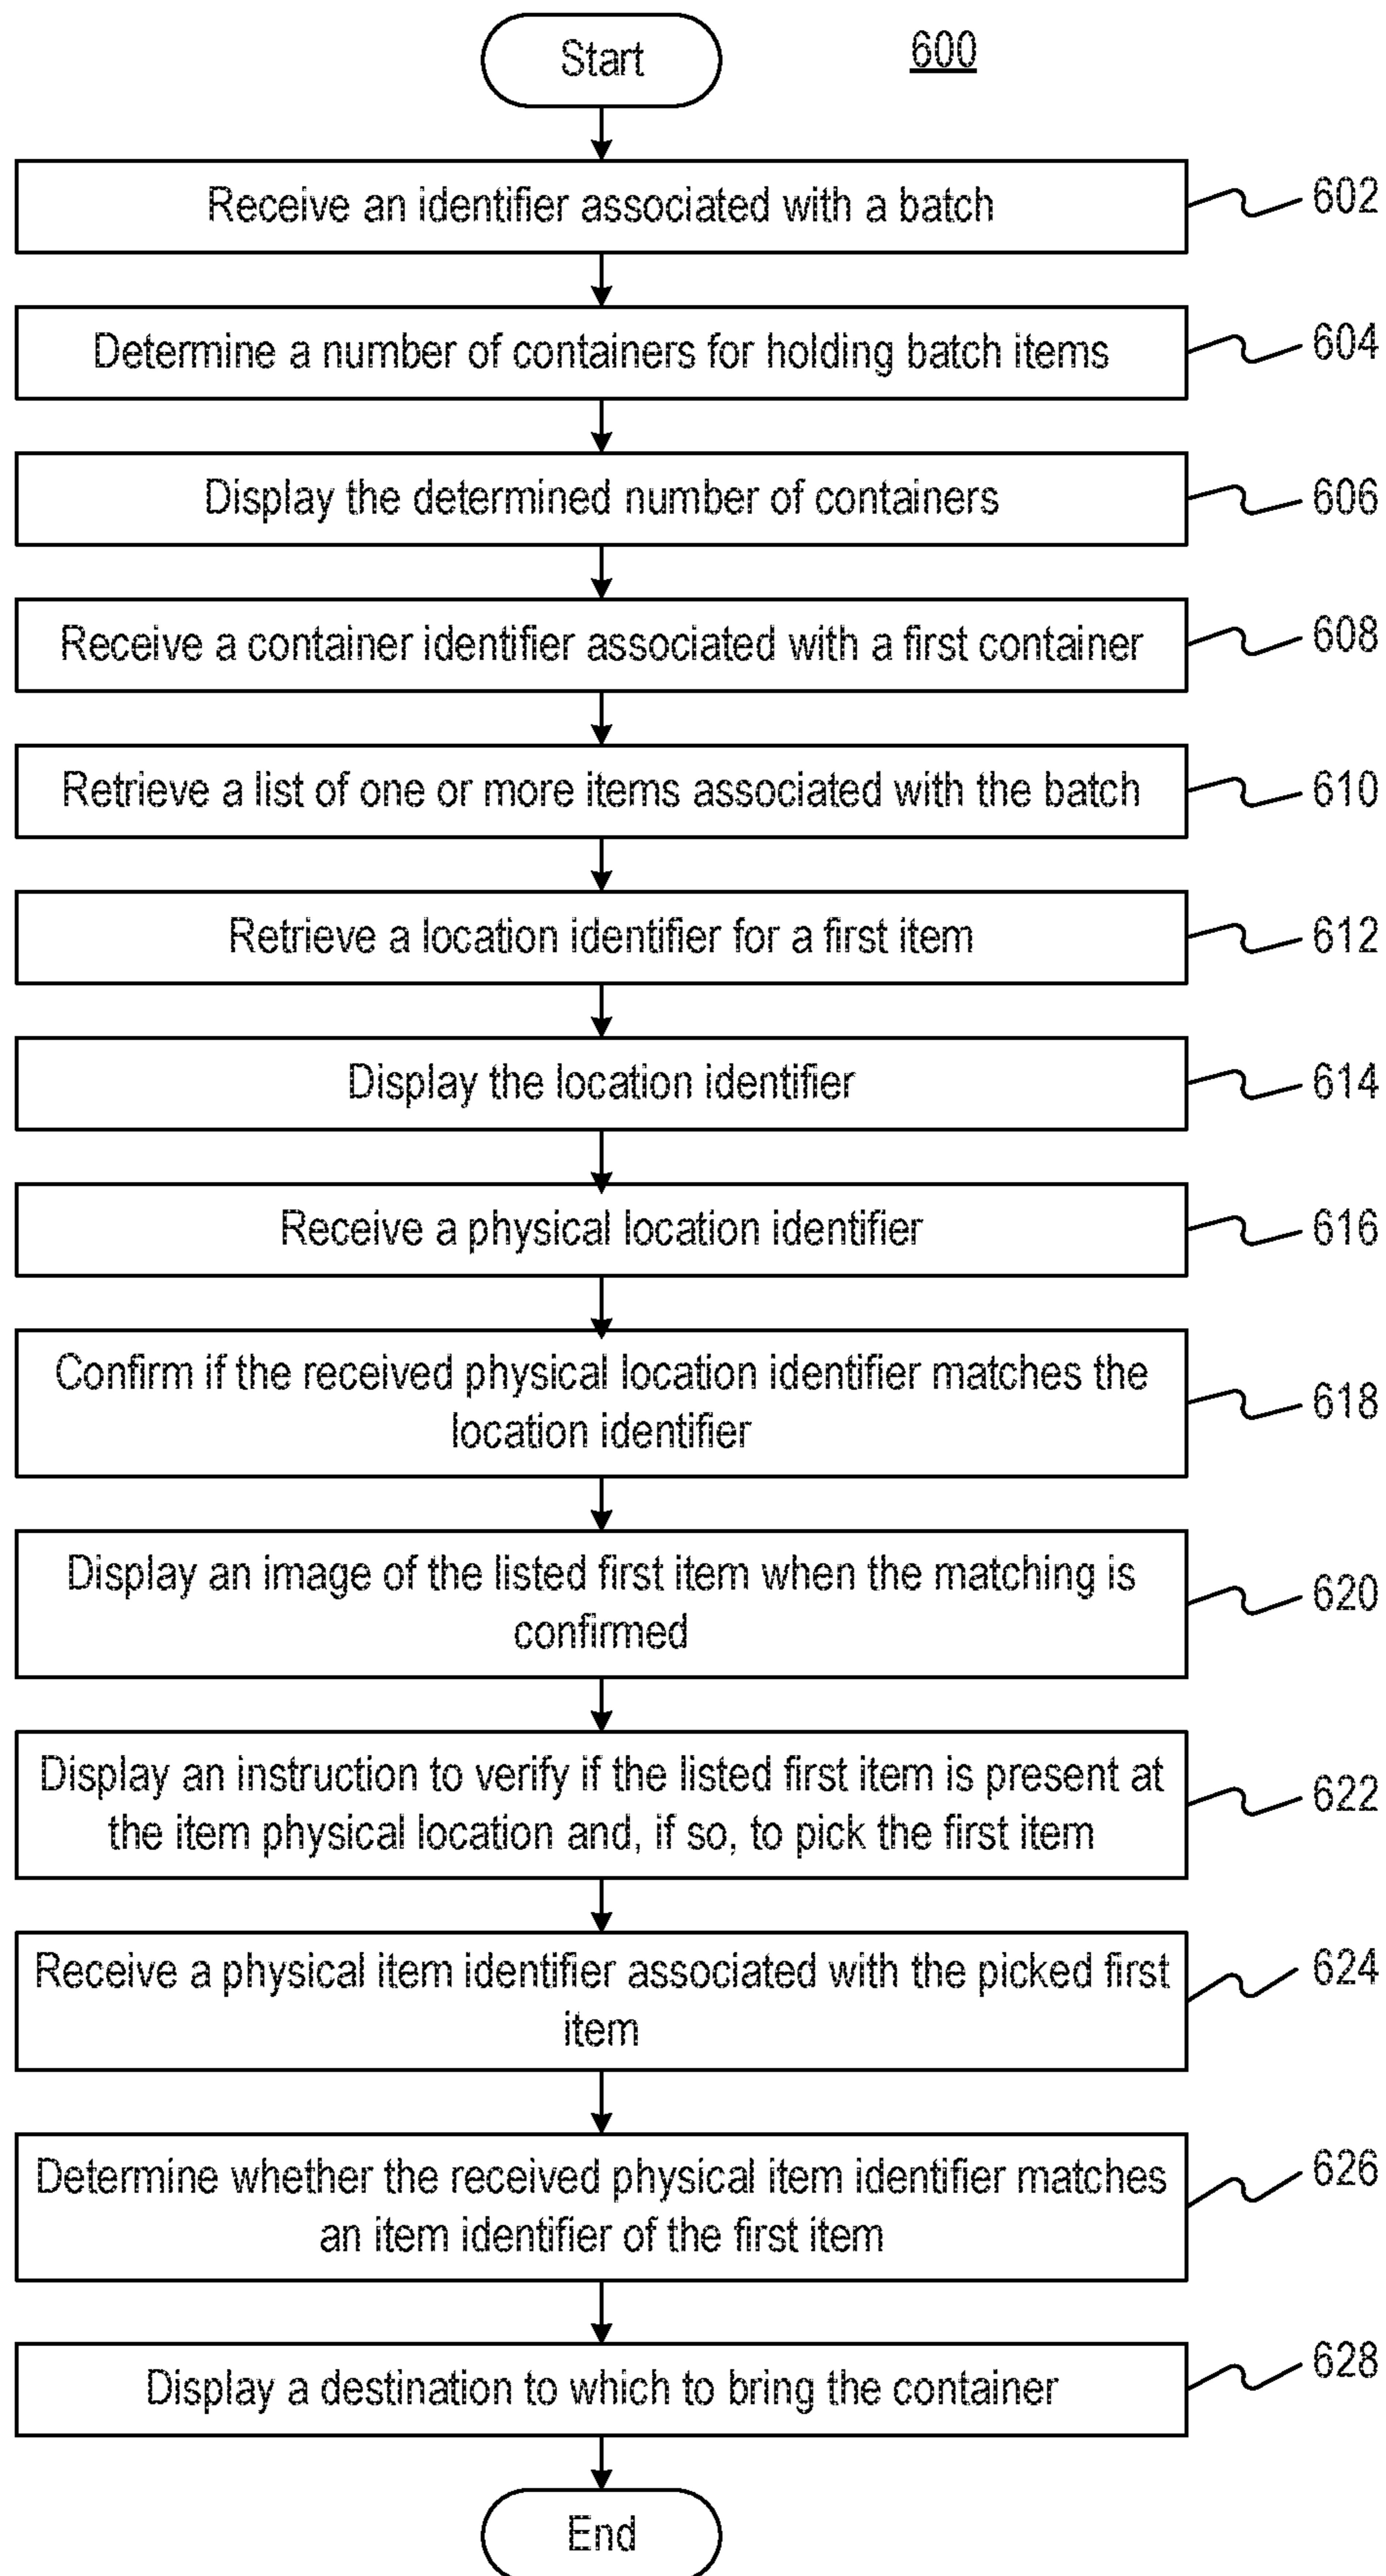 Start
600
Receive an identifier associated with a batch
602
Determine a number of containers for holding batch items
604
Display the determined number of containers
606
Receive a container identifier associated with a first container
608
Retrieve a list of one or more items associated with the batch
610
Retrieve a location identifier for a first item
612
Display the location identifier
614
Receive a physical location identifier
616
Confirm if the received physical location identifier matches the
location identifier
618
Display an image of the listed first item when the matching is
confirmed
620
Display an instruction to verify if the listed first item is present at
the item physical location and, if so, to pick the first item
622
Receive a physical item identifier associated with the picked first
item
624
Determine whether the received physical item identifier matches
an item identifier of the first item
626
Display a destination to which to bring the container
628
End